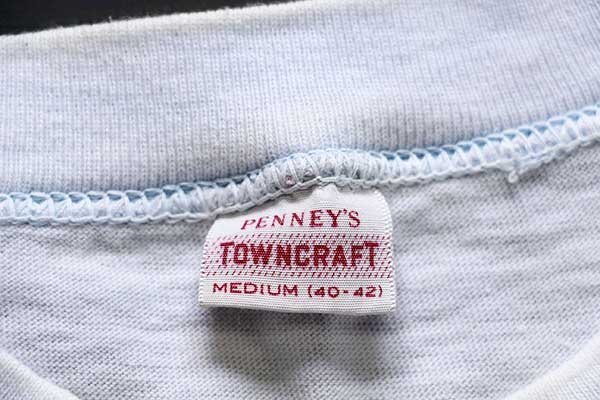 PENNEY'S
TOWNCRAFT
MEDIUM (40-42)